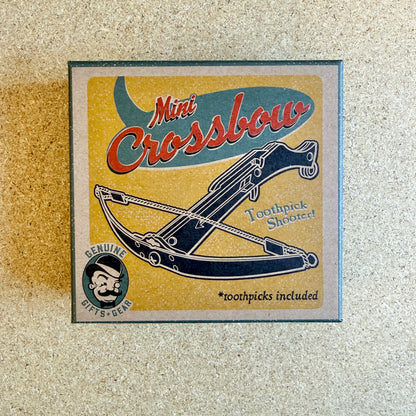 Mini
Crossbow
Toothpick
Shooter!
GENUINE
GIFTS + GEAR
*toothpicks included